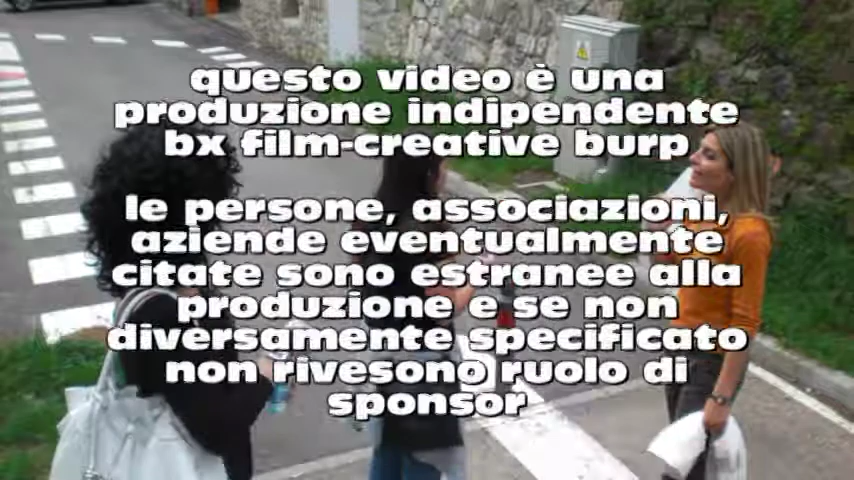 questo video è una
produzione indipendente
bx film-creative burp
le persone, associazioni,
aziende eventualmente
citate sono estranee alla
produzione e se non
diversamente specificato
non rivesono ruolo di
sponsor